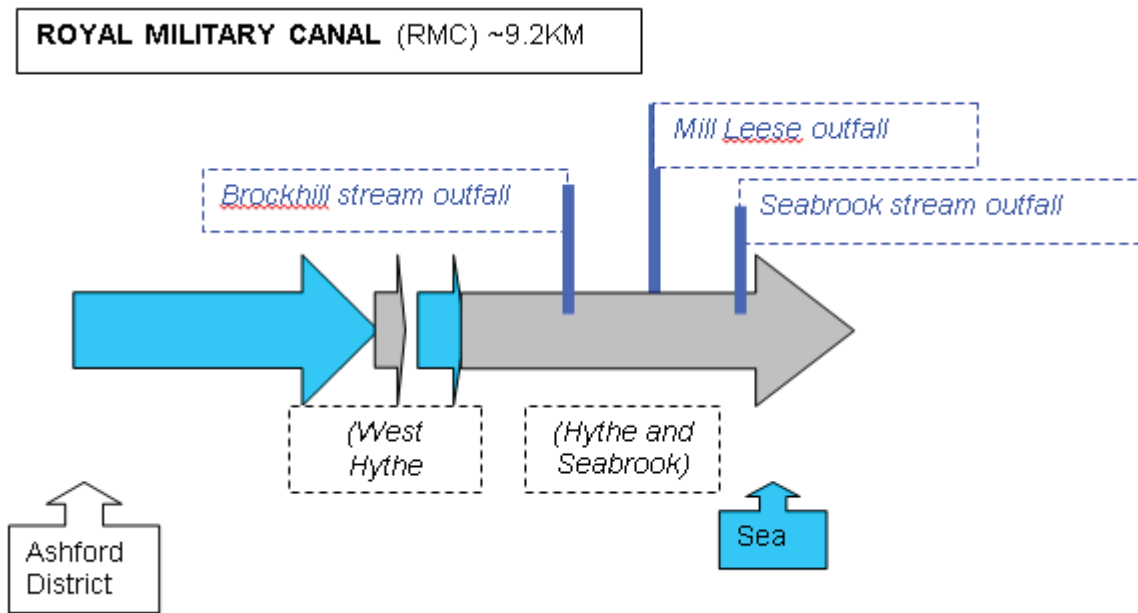 ROYAL MILITARY CANAL (RMC) ~9.2KM
Mill Leese outfall
Brockhill stream outfall
Seabrook stream outfall
(West
Hythe
(Hythe and
Seabrook)
Ashford
District
Sea